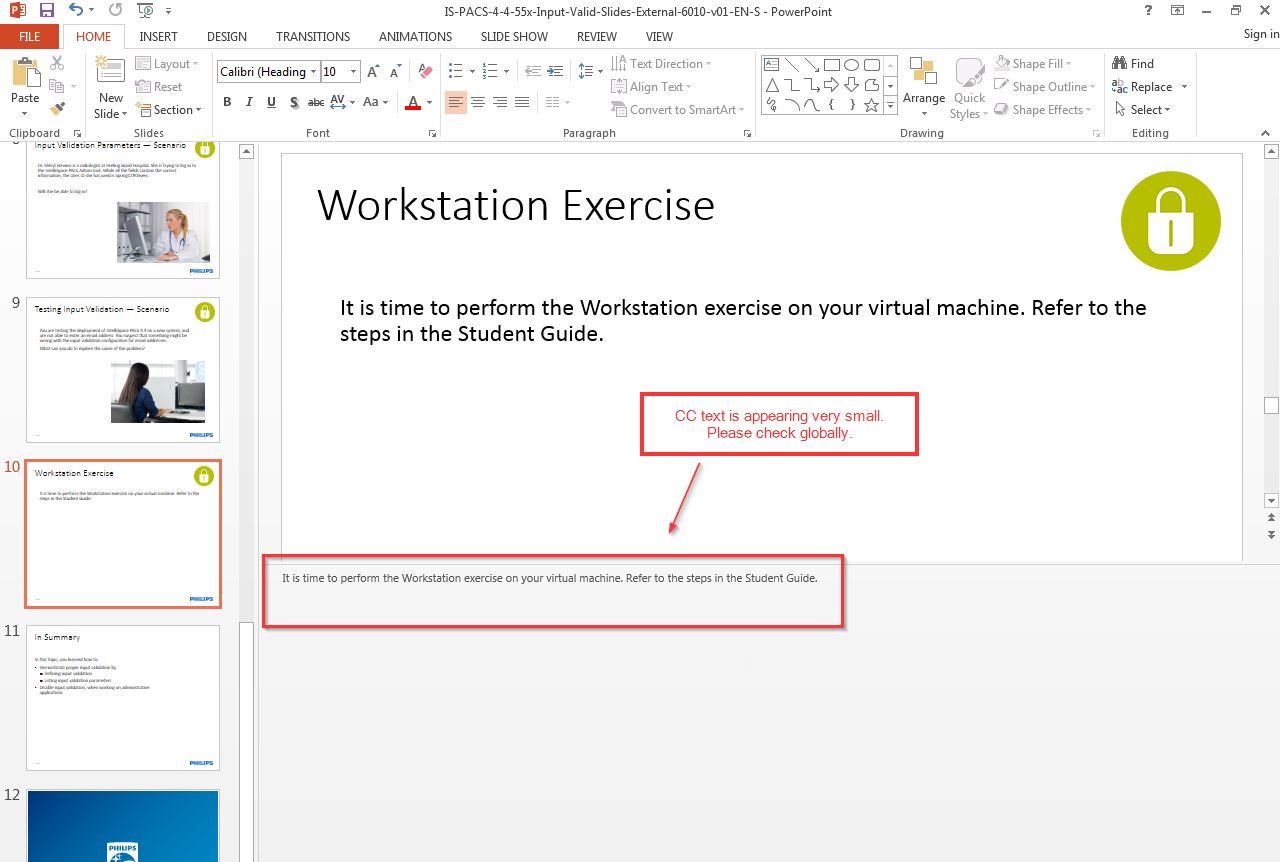 IS-PACS-4-4-55x-Input-Valid-Slides-External-6010-v01-EN-S - PowerPoint
FILE HOME INSERT DESIGN TRANSITIONS ANIMATIONS SLIDE SHOW REVIEW VIEW Sign in
Paste
New
Slide
Layout
Reset
Section
Calibri (Heading 10
B I U S abc AV Aa A
Text Direction
Align Text
Convert to SmartArt
Arrange
Quick
Styles
Shape Fill
Shape Outline
Shape Effects
Find
Replace
Select
Clipboard Slides Font Paragraph Drawing Editing
Input Validation Parameters — Scenario
Dr. Meryl Stevens is a radiologist at Feeling Good Hospital. She is trying to log in to
the IntelliSpace PACS Admin tool. While all the fields contain the correct
Will she be able to log in?
PHILIPS
9
Testing Input Validation — Scenario
You are testing the deployment of IntelliSpace PACS 4.4 on a new system, and
are not able to enter an email address. You suspect that something might be
wrong with the input validation configuration for email addresses.
What can you do to explore the cause of the problem?
PHILIPS
10
Workstation Exercise
It is time to perform the Workstation exercise on your virtual machine. Refer to the
steps in the Student Guide.
PHILIPS
11
In Summary
In this topic, you learned how to:
• Demonstrate proper input validation by
■ Defining input validation
■ Listing input validation parameters
• Disable input validation, when working on administrative
applications
PHILIPS
12
PHILIPS
Workstation Exercise
It is time to perform the Workstation exercise on your virtual machine. Refer to the
steps in the Student Guide.
CC text is appearing very small.
Please check globally.
It is time to perform the Workstation exercise on your virtual machine. Refer to the steps in the Student Guide.